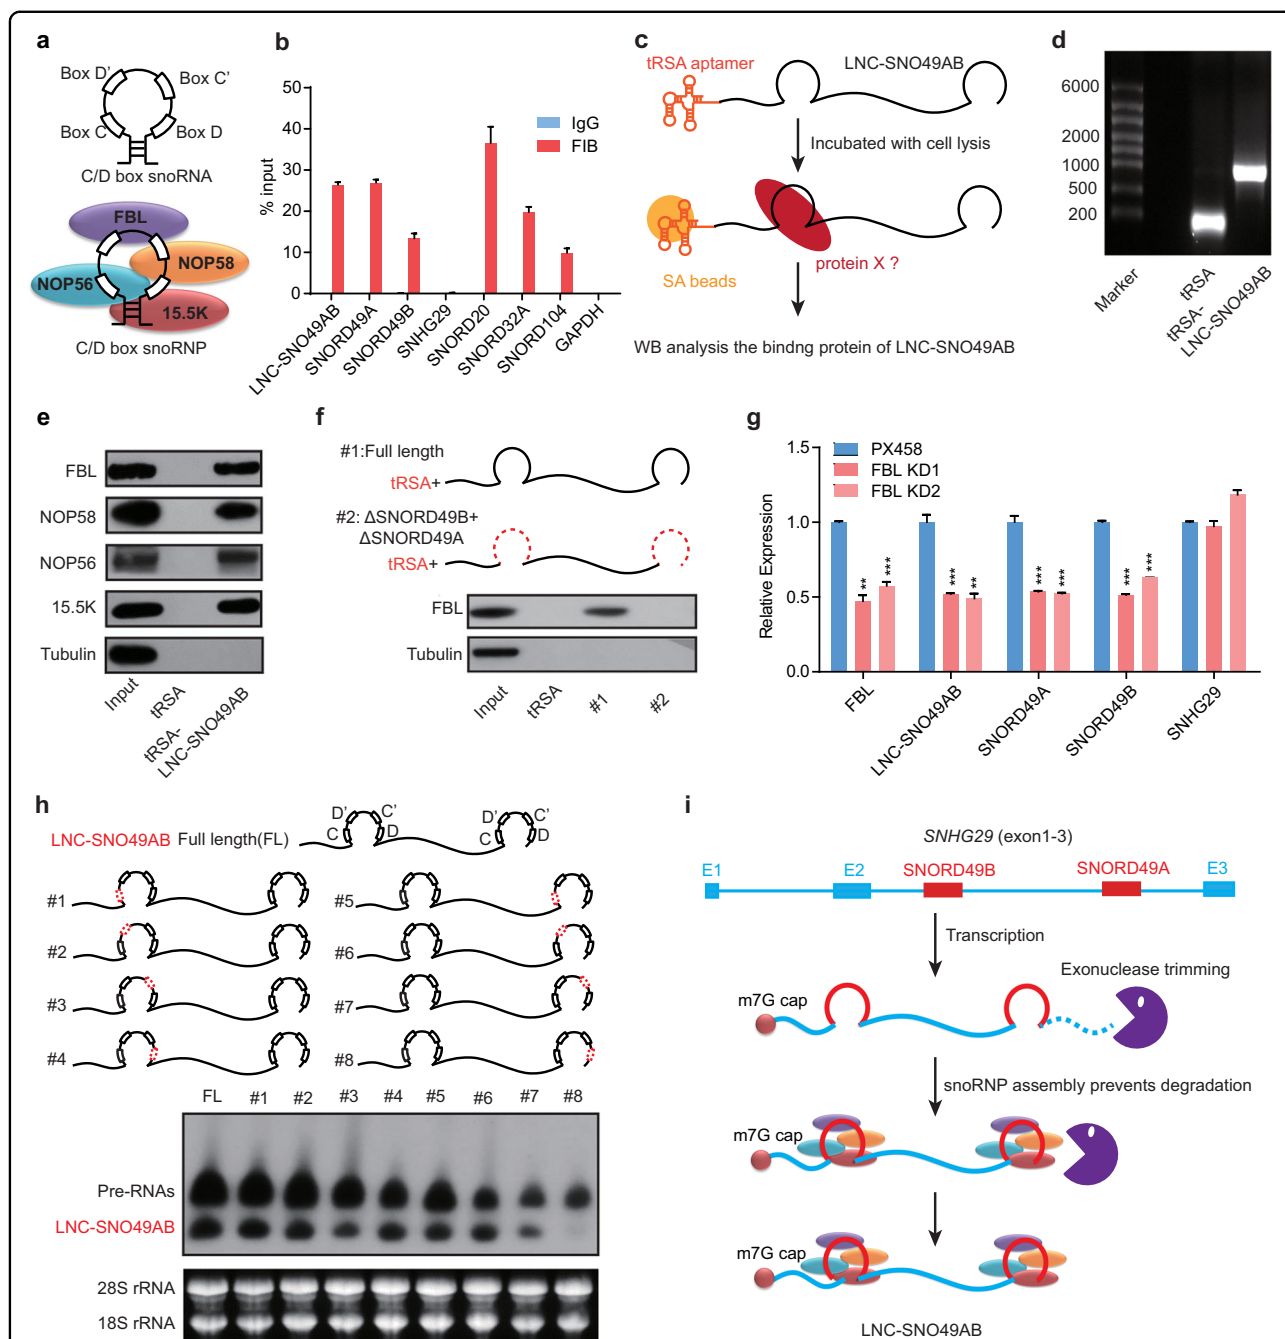 a
Box D'
Box C'
Box C
Box D
C/D box snoRNA
FBL
NOP58
NOP56
15.5K
C/D box snoRNP
b
50
40
30
20
10
0
% input
IgG
FIB
LNC-SNO49AB
SNORD49A
SNORD49B
SNHG29
SNORD20
SNORD32A
SNORD104
GAPDH
c
tRSA aptamer
LNC-SNO49AB
Incubated with cell lysis
SA beads
protein X ?
WB analysis the bindng protein of LNC-SNO49AB
d
6000
2000
1000
500
200
Marker
tRSA
tRSA-
LNC-SNO49AB
e
FBL
NOP58
NOP56
15.5K
Tubulin
Input
tRSA
tRSA-
LNC-SNO49AB
f
#1:Full length
tRSA+
#2: ΔSNORD49B+
ΔSNORD49A
tRSA+
FBL
Tubulin
Input
tRSA
#1
#2
g
1.5
1.0
0.5
0.0
Relative Expression
PX458
FBL KD1
FBL KD2
**
***
***
**
***
***
***
***
FBL
LNC-SNO49AB
SNORD49A
SNORD49B
SNHG29
h
LNC-SNO49AB Full length(FL)
D' C'
C D
D' C'
C D
#1
#5
#2
#6
#3
#7
#4
#8
FL #1 #2 #3 #4 #5 #6 #7 #8
Pre-RNAs
LNC-SNO49AB
28S rRNA
18S rRNA
i
SNHG29 (exon1-3)
E1
E2
SNORD49B
SNORD49A
E3
Transcription
Exonuclease trimming
m7G cap
snoRNP assembly prevents degradation
m7G cap
m7G cap
LNC-SNO49AB